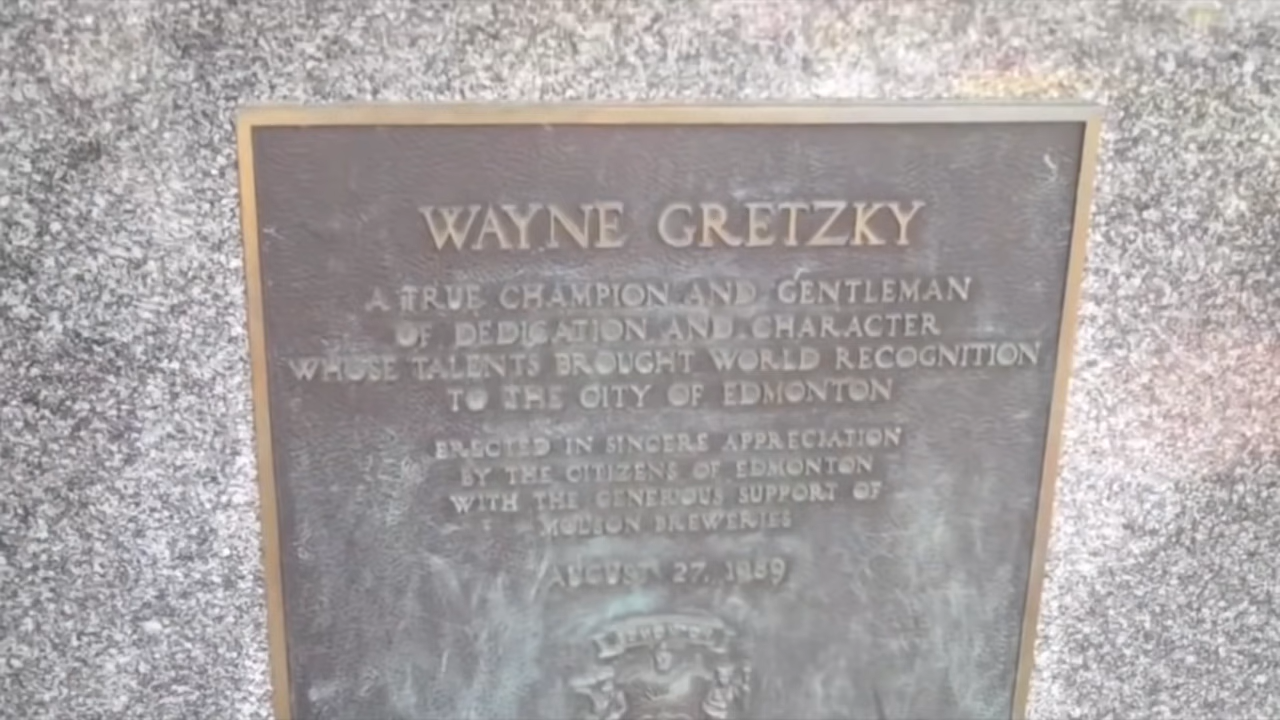 WAYNE GRETZKY
A TRUE CHAMPION AND GENTLEMAN
OF DEDICATION AND CHARACTER
WHOSE TALENTS BROUGHT WORLD RECOGNITION
TO THE CITY OF EDMONTON
ERECTED IN SINCERE APPRECIATION
BY THE CITIZENS OF EDMONTON
WITH THE GENEROUS SUPPORT OF
MOLSON BREWERIES
AUGUST 27, 1989